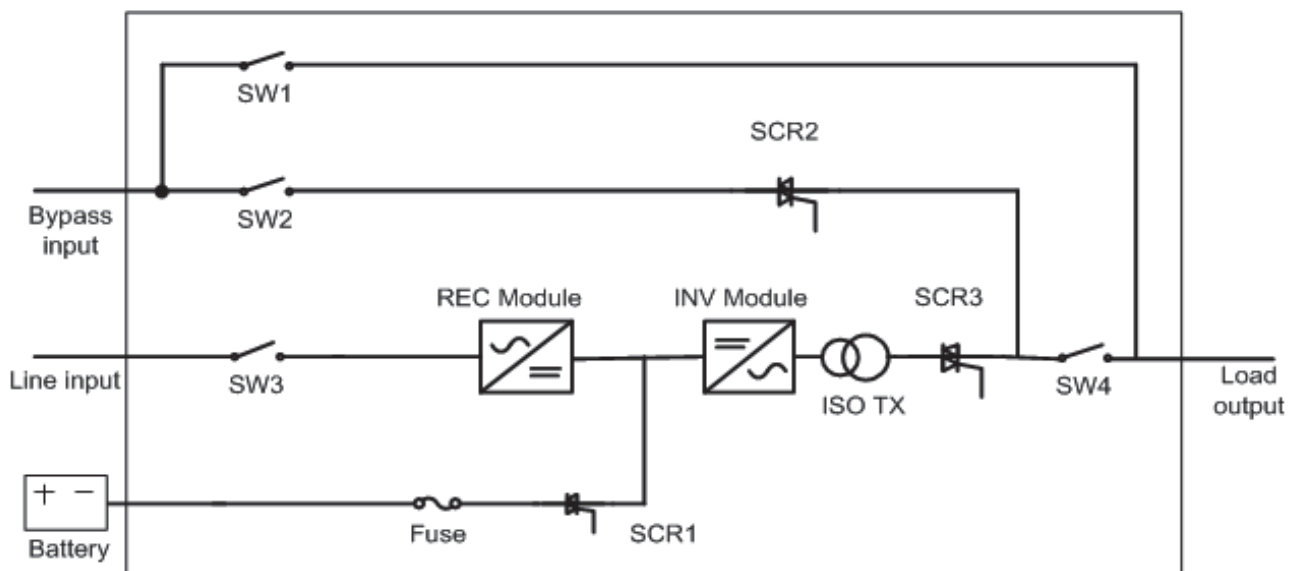 SW1
SCR2
Bypass
input
SW2
REC Module
INV Module
SCR3
Line input
SW3
ISO TX
SW4
Load
output
+ −
Battery
Fuse
SCR1